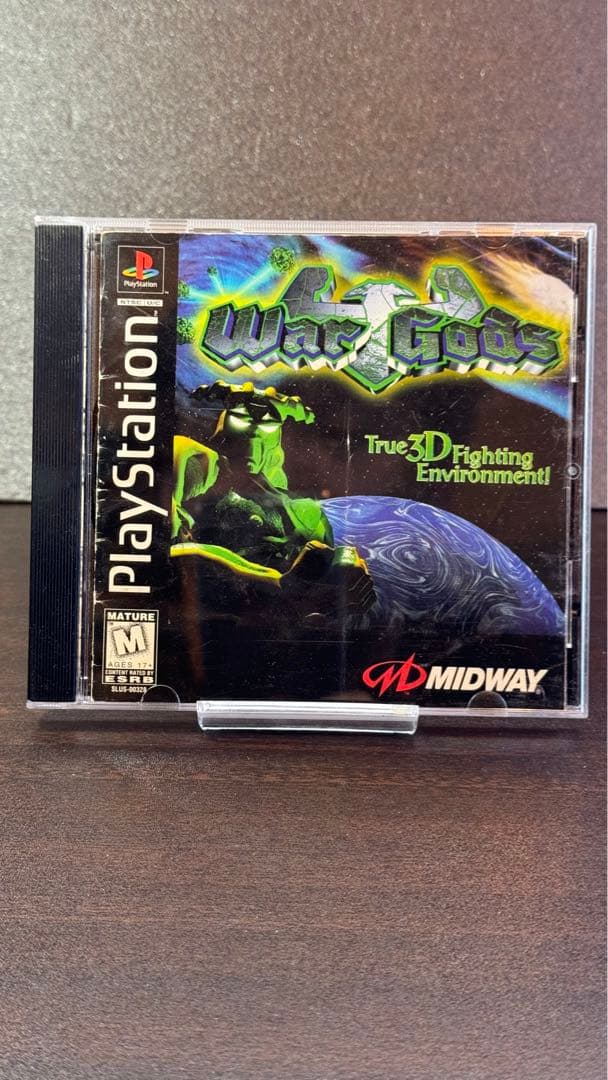 PlayStation
NTSC U/C
PlayStation
War Gods
True 3D Fighting
Environment!
MATURE
M
AGES 17+
CONTENT RATED BY
ESRB
SLUS-00328
MIDWAY